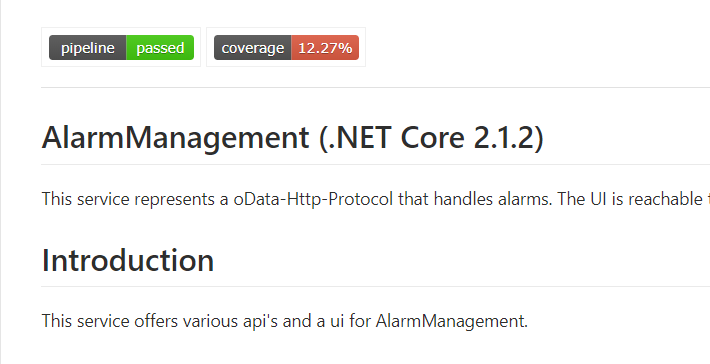 pipeline passed coverage 12.27%
AlarmManagement (.NET Core 2.1.2)
This service represents a oData-Http-Protocol that handles alarms. The UI is reachable
Introduction
This service offers various api's and a ui for AlarmManagement.